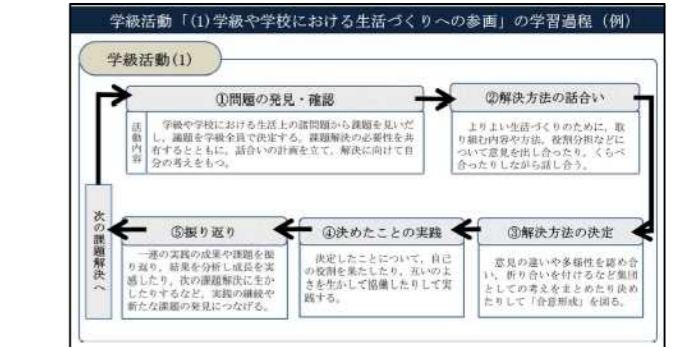 学級活動「(1)学級や学校における生活づくりへの参画」の学習過程（例）
学級活動(1)
①問題の発見・確認
活動内容
学級や学校における生活上の諸問題から課題を見いだ
し，議題を学級全員で決定する。課題解決の必要性を共
有するとともに，話合いの計画を立て，解決に向けて自
分の考えをもつ。
②解決方法の話合い
よりよい生活づくりのために，取
り組む内容や方法，役割分担などに
ついて意見を出し合ったり，くらべ
合ったりしながら話し合う。
③解決方法の決定
意見の違いや多様性を認め合
い，折り合いを付けるなど集団
としての考えをまとめたり決め
たりして「合意形成」を図る。
④決めたことの実践
決定したことについて，自己
の役割を果たしたり，互いのよ
さを生かして協働したりして実
践する。
⑤振り返り
一連の実践の成果や課題を振
り返り，結果を分析し成長を実
感したり，次の課題解決に生か
したりするなど，実践の継続や
新たな課題の発見につなげる。
次の課題解決へ